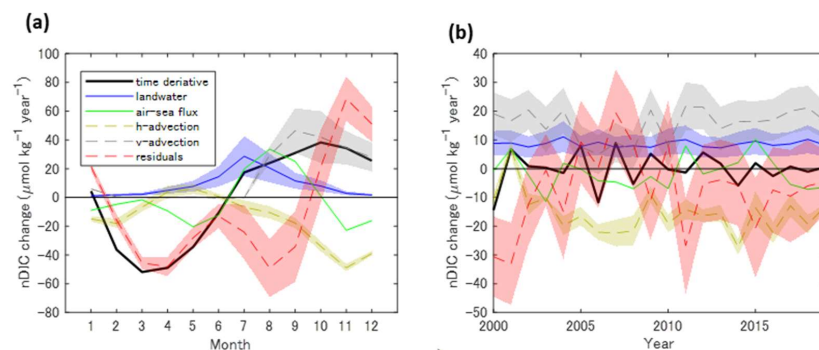 (a)
(b)
nDIC change (μmol kg⁻¹ year⁻¹)
100
80
60
40
20
0
-20
-40
-60
-80
time deriative
landwater
air-sea flux
h-advection
v-advection
residuals
1 2 3 4 5 6 7 8 9 10 11 12
Month
nDIC change (μmol kg⁻¹ year⁻¹)
40
30
20
10
0
-10
-20
-30
-40
-50
2000 2005 2010 2015
Year